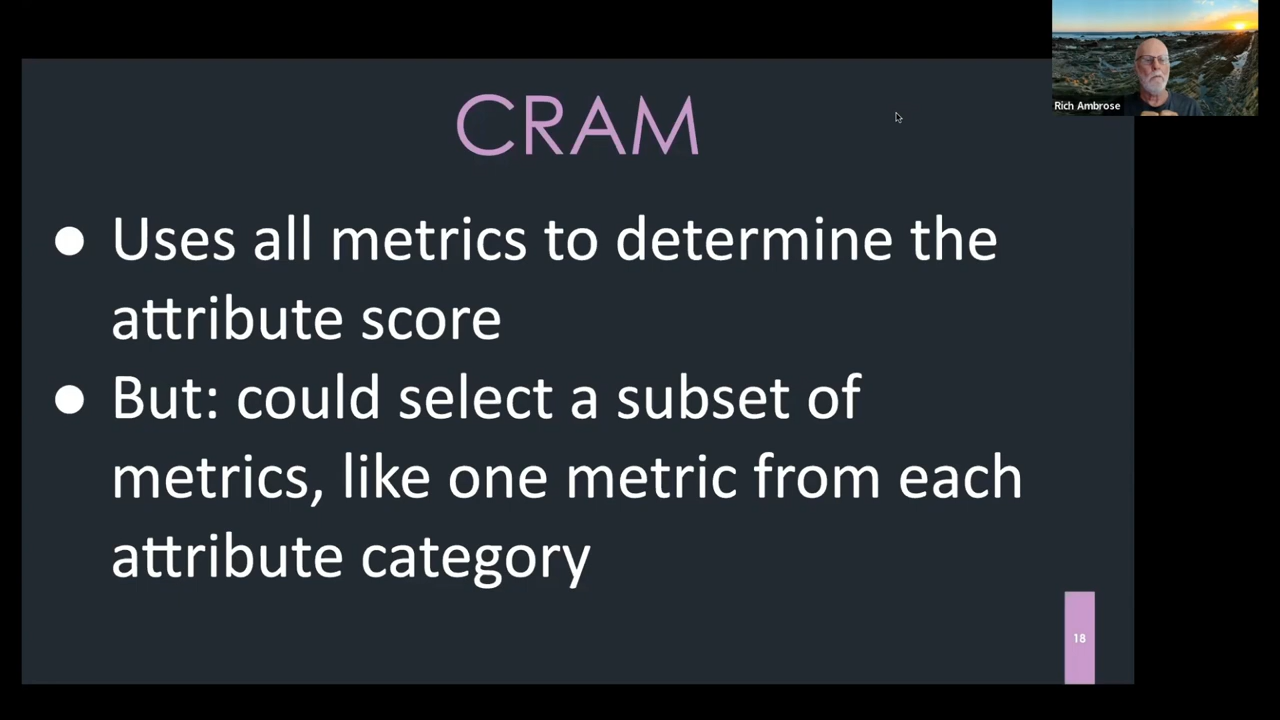 CRAM
Rich Ambrose
● Uses all metrics to determine the
attribute score
● But: could select a subset of
metrics, like one metric from each
attribute category
18